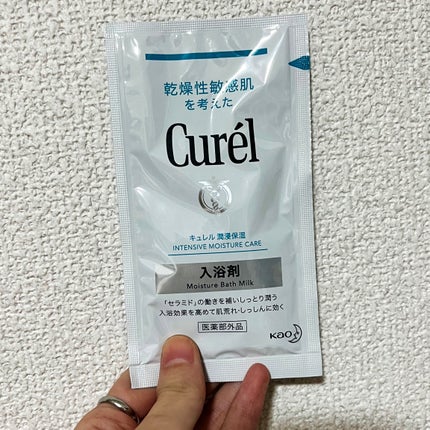 乾燥性敏感肌
を考えた
Curél
キュレル 潤浸保湿
INTENSIVE MOISTURE CARE
入浴剤
Moisture Bath Milk
「セラミド」の働きを補いしっとり潤う
入浴効果を高めて肌荒れ・しっしんに効く
医薬部外品
Kao